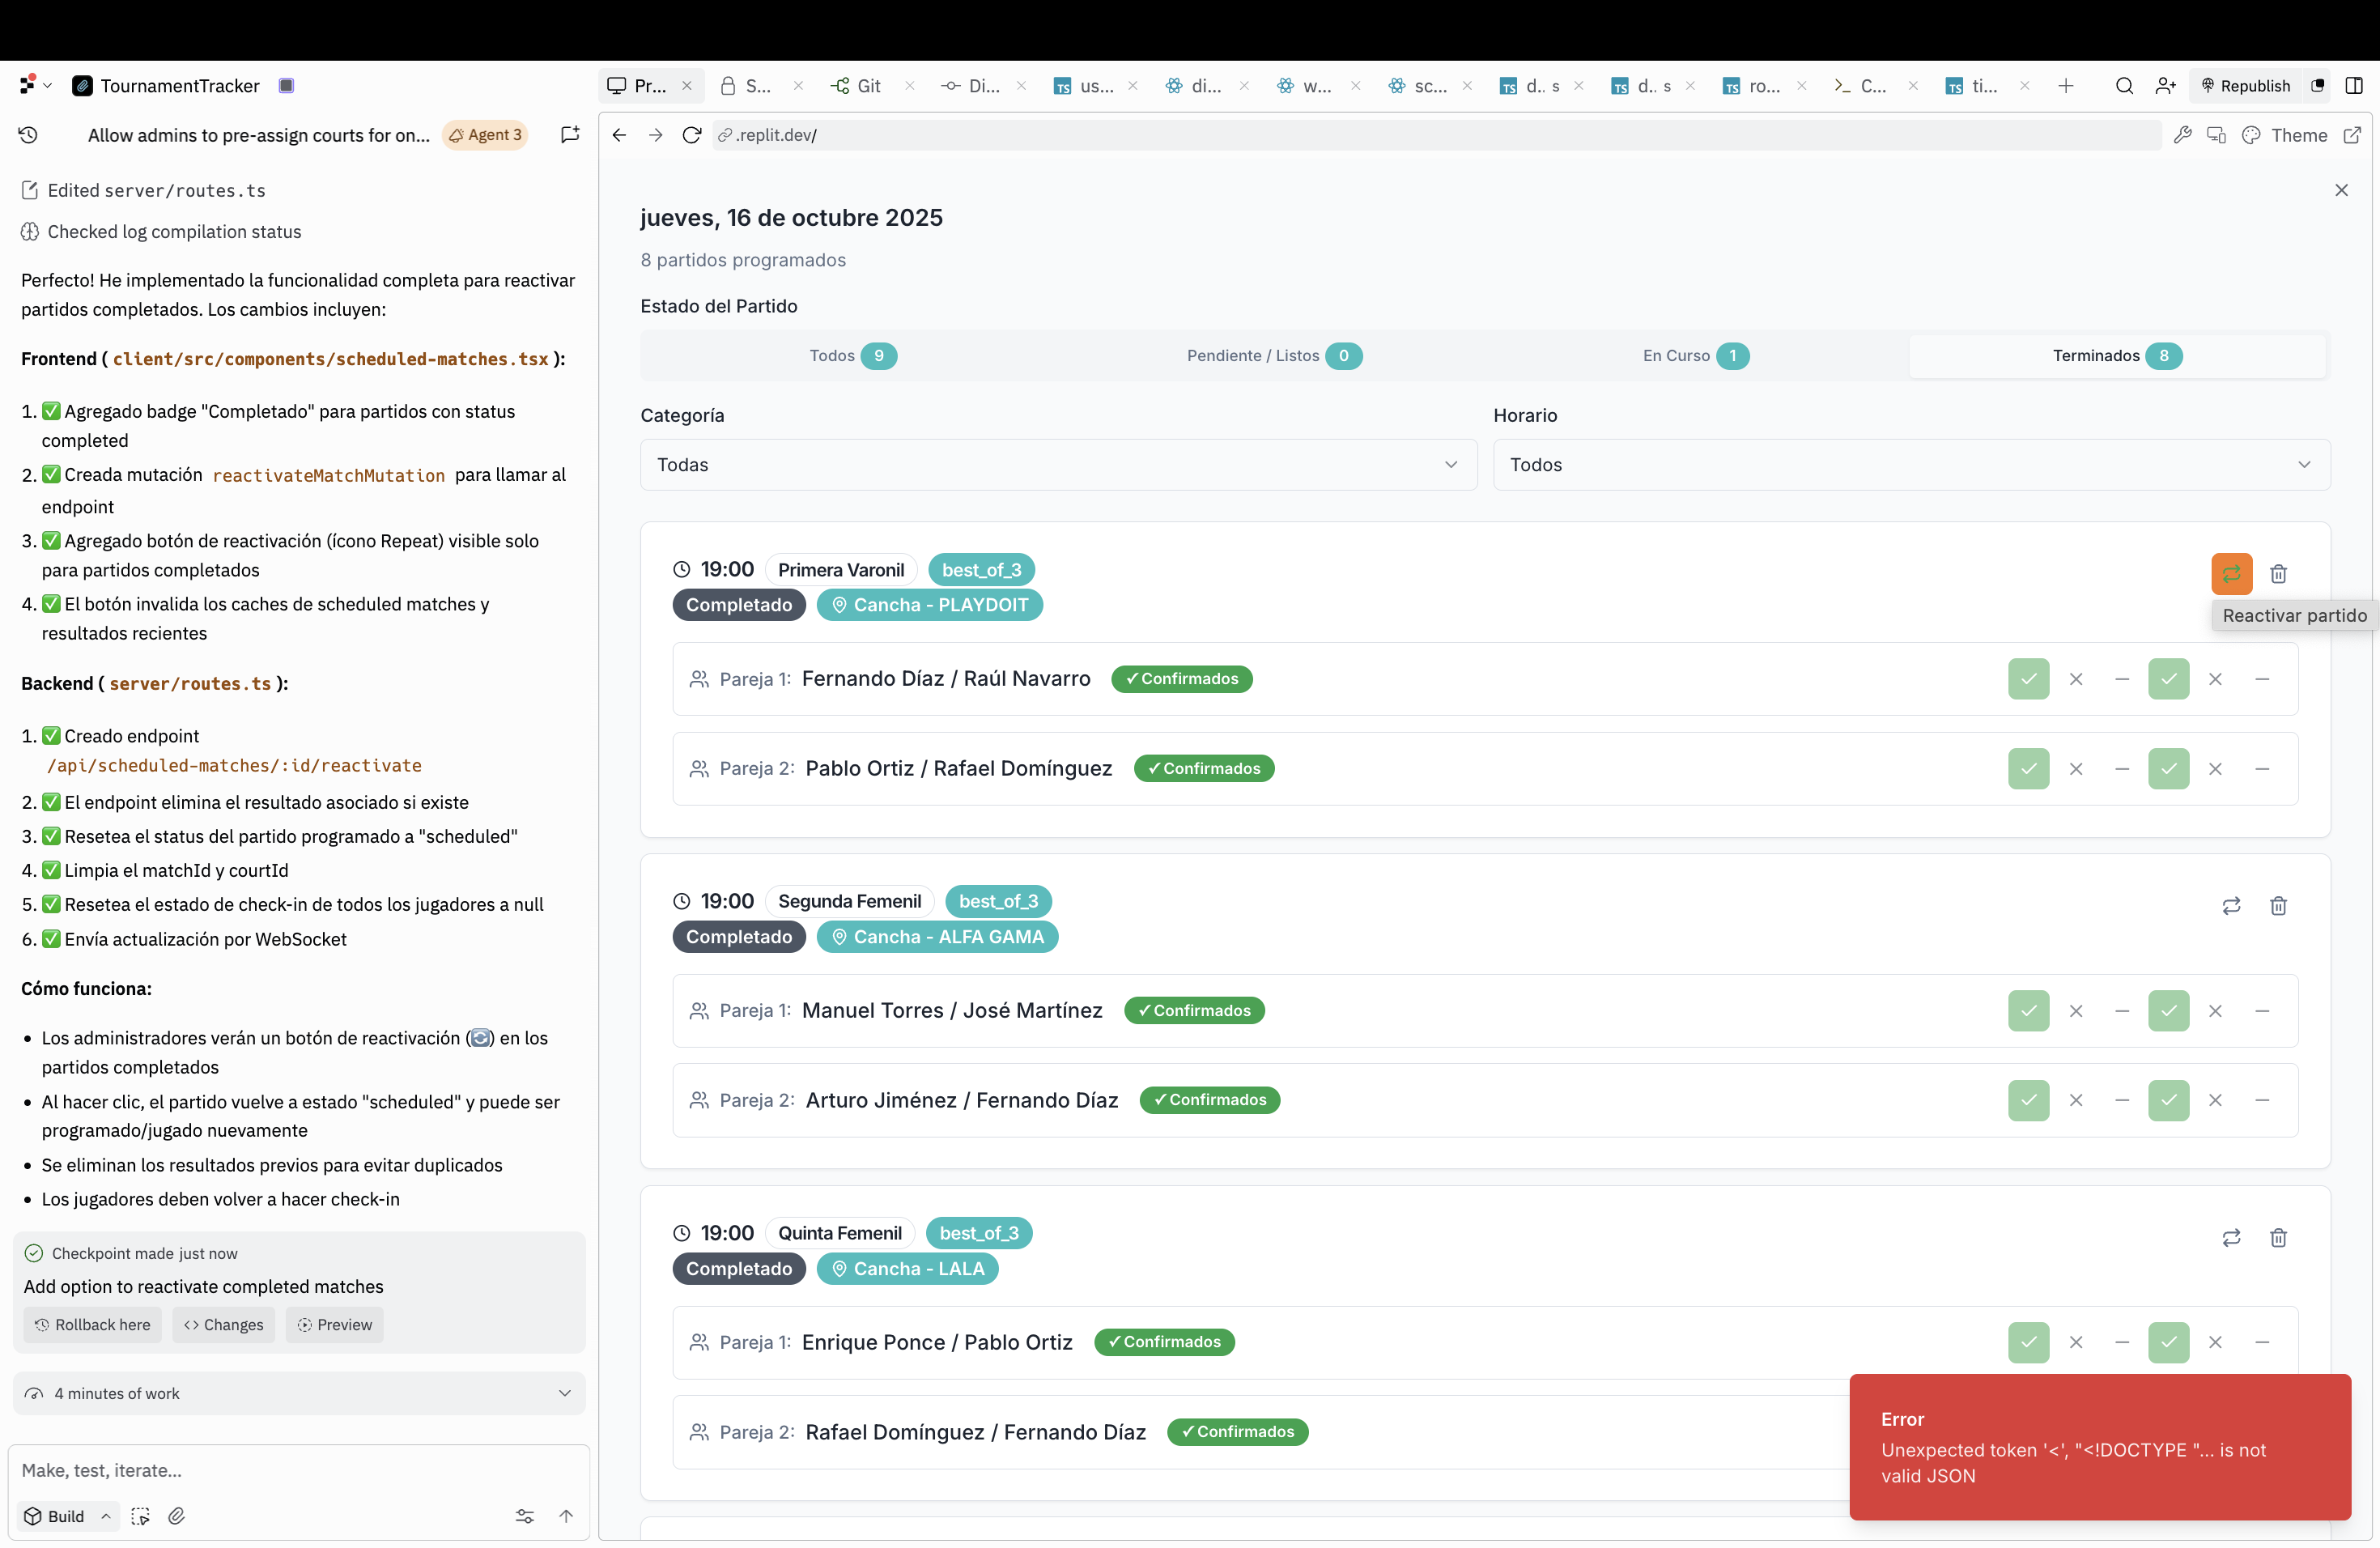 TournamentTracker
Pr...
S...
Git
Di...
us...
di...
w...
sc...
d.. s
d.. s
ro...
C...
ti...
Republish
Allow admins to pre-assign courts for on...
Agent 3
.replit.dev/
Theme
Edited server/routes.ts
Checked log compilation status
Perfecto! He implementado la funcionalidad completa para reactivar
partidos completados. Los cambios incluyen:
Frontend ( client/src/components/scheduled-matches.tsx ):
1. ✅ Agregado badge "Completado" para partidos con status
completed
2. ✅ Creada mutación reactivateMatchMutation para llamar al
endpoint
3. ✅ Agregado botón de reactivación (ícono Repeat) visible solo
para partidos completados
4. ✅ El botón invalida los caches de scheduled matches y
resultados recientes
Backend ( server/routes.ts ):
1. ✅ Creado endpoint
/api/scheduled-matches/:id/reactivate
2. ✅ El endpoint elimina el resultado asociado si existe
3. ✅ Resetea el status del partido programado a "scheduled"
4. ✅ Limpia el matchId y courtId
5. ✅ Resetea el estado de check-in de todos los jugadores a null
6. ✅ Envía actualización por WebSocket
Cómo funciona:
• Los administradores verán un botón de reactivación (🔄) en los
partidos completados
• Al hacer clic, el partido vuelve a estado "scheduled" y puede ser
programado/jugado nuevamente
• Se eliminan los resultados previos para evitar duplicados
• Los jugadores deben volver a hacer check-in
Checkpoint made just now
Add option to reactivate completed matches
Rollback here
Changes
Preview
4 minutes of work
Make, test, iterate...
Build
jueves, 16 de octubre 2025
8 partidos programados
Estado del Partido
Todos 9
Pendiente / Listos 0
En Curso 1
Terminados 8
Categoría
Todas
Horario
Todos
19:00 Primera Varonil best_of_3
Completado Cancha - PLAYDOIT
Reactivar partido
Pareja 1: Fernando Díaz / Raúl Navarro ✓ Confirmados
Pareja 2: Pablo Ortiz / Rafael Domínguez ✓ Confirmados
19:00 Segunda Femenil best_of_3
Completado Cancha - ALFA GAMA
Pareja 1: Manuel Torres / José Martínez ✓ Confirmados
Pareja 2: Arturo Jiménez / Fernando Díaz ✓ Confirmados
19:00 Quinta Femenil best_of_3
Completado Cancha - LALA
Pareja 1: Enrique Ponce / Pablo Ortiz ✓ Confirmados
Pareja 2: Rafael Domínguez / Fernando Díaz ✓ Confirmados
Error
Unexpected token '<', "<!DOCTYPE "... is not
valid JSON